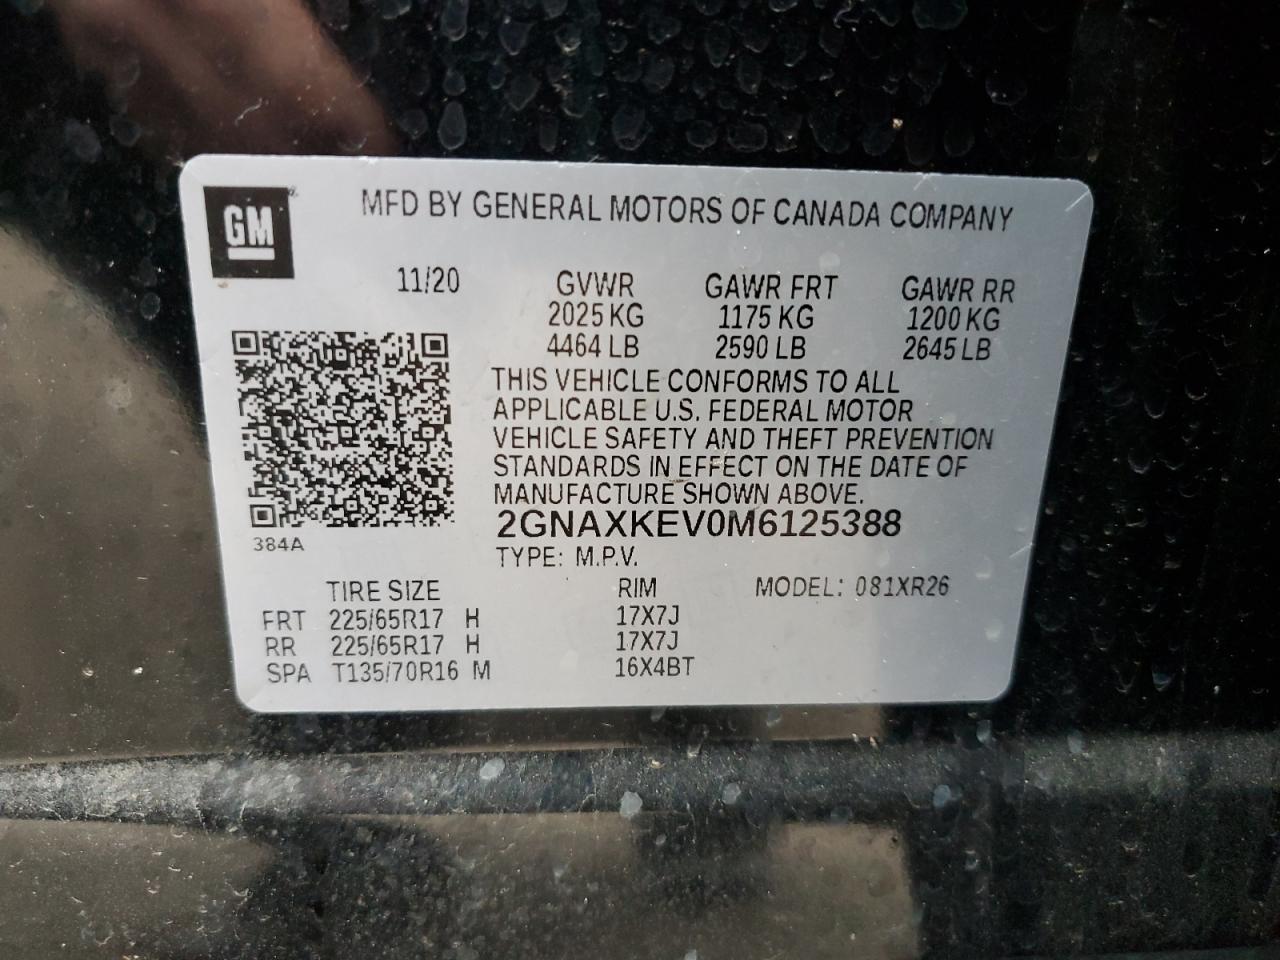 GM
MFD BY GENERAL MOTORS OF CANADA COMPANY
11/20 GVWR GAWR FRT GAWR RR
2025 KG 1175 KG 1200 KG
4464 LB 2590 LB 2645 LB
THIS VEHICLE CONFORMS TO ALL
APPLICABLE U.S. FEDERAL MOTOR
VEHICLE SAFETY AND THEFT PREVENTION
STANDARDS IN EFFECT ON THE DATE OF
MANUFACTURE SHOWN ABOVE.
2GNAXKEV0M6125388
384A
TYPE: M.P.V.
TIRE SIZE RIM MODEL: 081XR26
FRT 225/65R17 H 17X7J
RR 225/65R17 H 17X7J
SPA T135/70R16 M 16X4BT